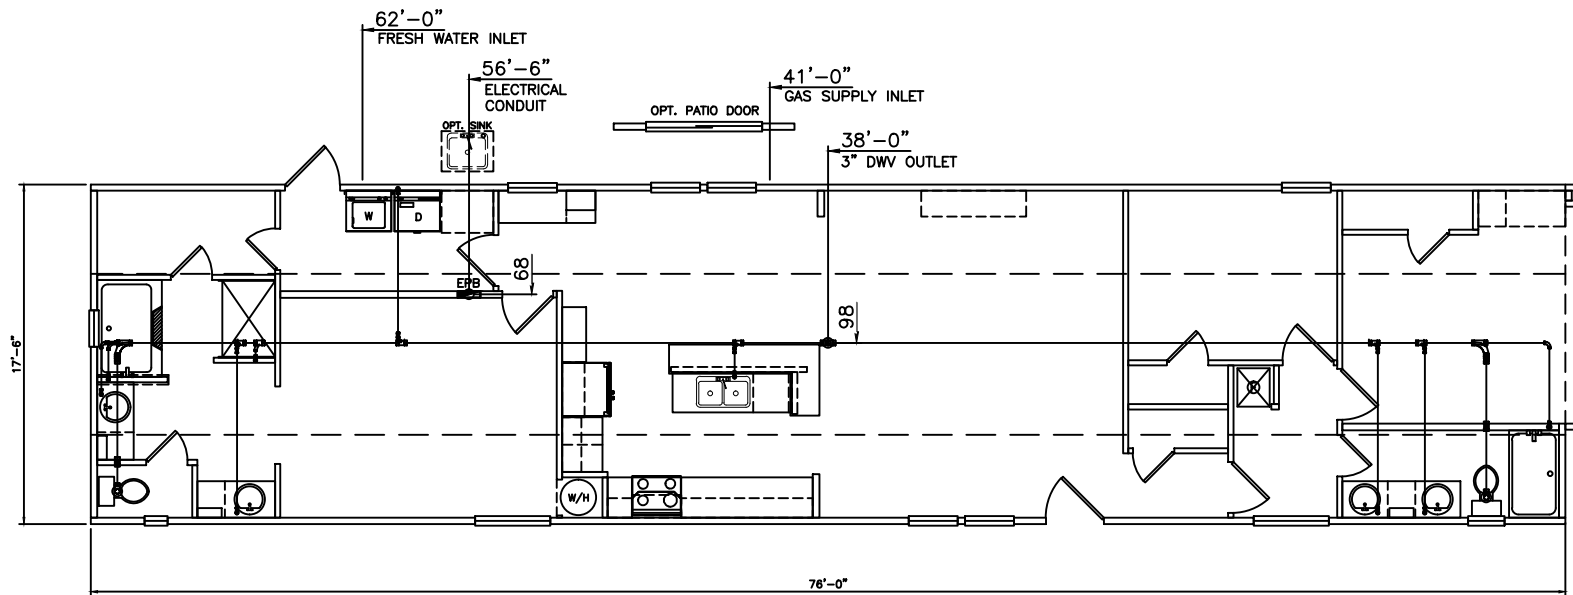 62'-0"
FRESH WATER INLET
56'-6"
ELECTRICAL
CONDUIT
41'-0"
GAS SUPPLY INLET
OPT. PATIO DOOR
OPT. SINK
38'-0"
3" DWV OUTLET
W
D
68
EPB
98
17'-6"
W/H
76'-0"